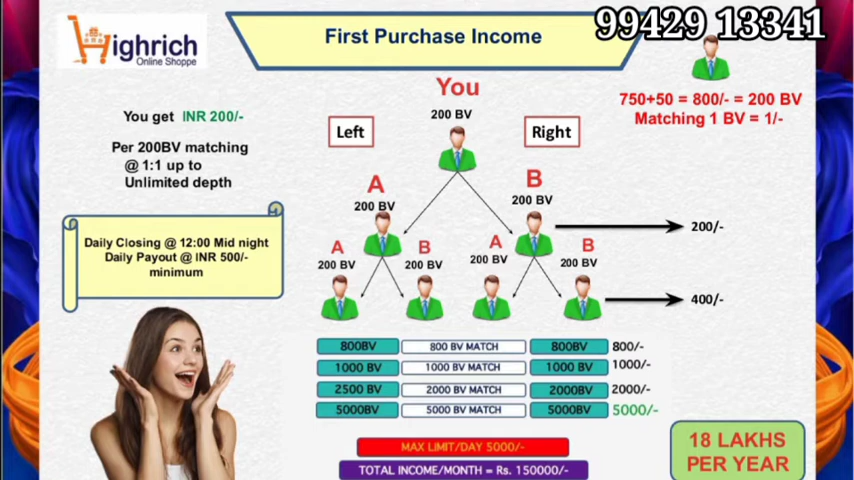 Highrich
Online Shoppe
First Purchase Income
99429 13341
750+50 = 800/- = 200 BV
Matching 1 BV = 1/-
You get INR 200/-
Per 200BV matching
@ 1:1 up to
Unlimited depth
Daily Closing @ 12:00 Mid night
Daily Payout @ INR 500/-
minimum
You
200 BV
Left
Right
A
200 BV
B
200 BV
200/-
A
200 BV
B
200 BV
A
200 BV
B
200 BV
400/-
800BV 800 BV MATCH 800BV 800/-
1000 BV 1000 BV MATCH 1000 BV 1000/-
2500 BV 2000 BV MATCH 2000BV 2000/-
5000BV 5000 BV MATCH 5000BV 5000/-
MAX LIMIT/DAY 5000/-
TOTAL INCOME/MONTH = Rs. 150000/-
18 LAKHS
PER YEAR